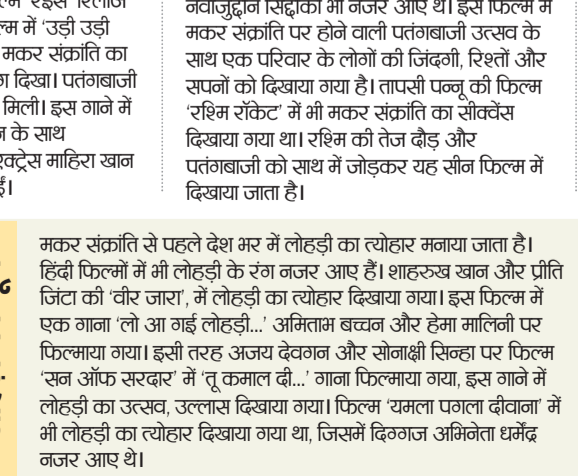 फिल्म 'रईस' रिलीज
फिल्म में 'उड़ी उड़ी
मकर संक्रांति का
दिखा। पतंगबाजी
मिली। इस गाने में
के साथ
एक्ट्रेस माहिरा खान
नवाजुद्दीन सिद्दीकी भी नजर आए थे। इस फिल्म में
मकर संक्रांति पर होने वाली पतंगबाजी उत्सव के
साथ एक परिवार के लोगों की जिंदगी, रिश्तों और
सपनों को दिखाया गया है। तापसी पन्नू की फिल्म
'रश्मि रॉकेट' में भी मकर संक्रांति का सीक्वेंस
दिखाया गया था। रश्मि की तेज दौड़ और
पतंगबाजी को साथ में जोड़कर यह सीन फिल्म में
दिखाया जाता है।
मकर संक्रांति से पहले देश भर में लोहड़ी का त्योहार मनाया जाता है।
हिंदी फिल्मों में भी लोहड़ी के रंग नजर आए हैं। शाहरुख खान और प्रीति
जिंटा की 'वीर जारा', में लोहड़ी का त्योहार दिखाया गया। इस फिल्म में
एक गाना 'लो आ गई लोहड़ी...' अमिताभ बच्चन और हेमा मालिनी पर
फिल्माया गया। इसी तरह अजय देवगन और सोनाक्षी सिन्हा पर फिल्म
'सन ऑफ सरदार' में 'तू कमाल दी...' गाना फिल्माया गया, इस गाने में
लोहड़ी का उत्सव, उल्लास दिखाया गया। फिल्म 'यमला पगला दीवाना' में
भी लोहड़ी का त्योहार दिखाया गया था, जिसमें दिग्गज अभिनेता धर्मेंद्र
नजर आए थे।